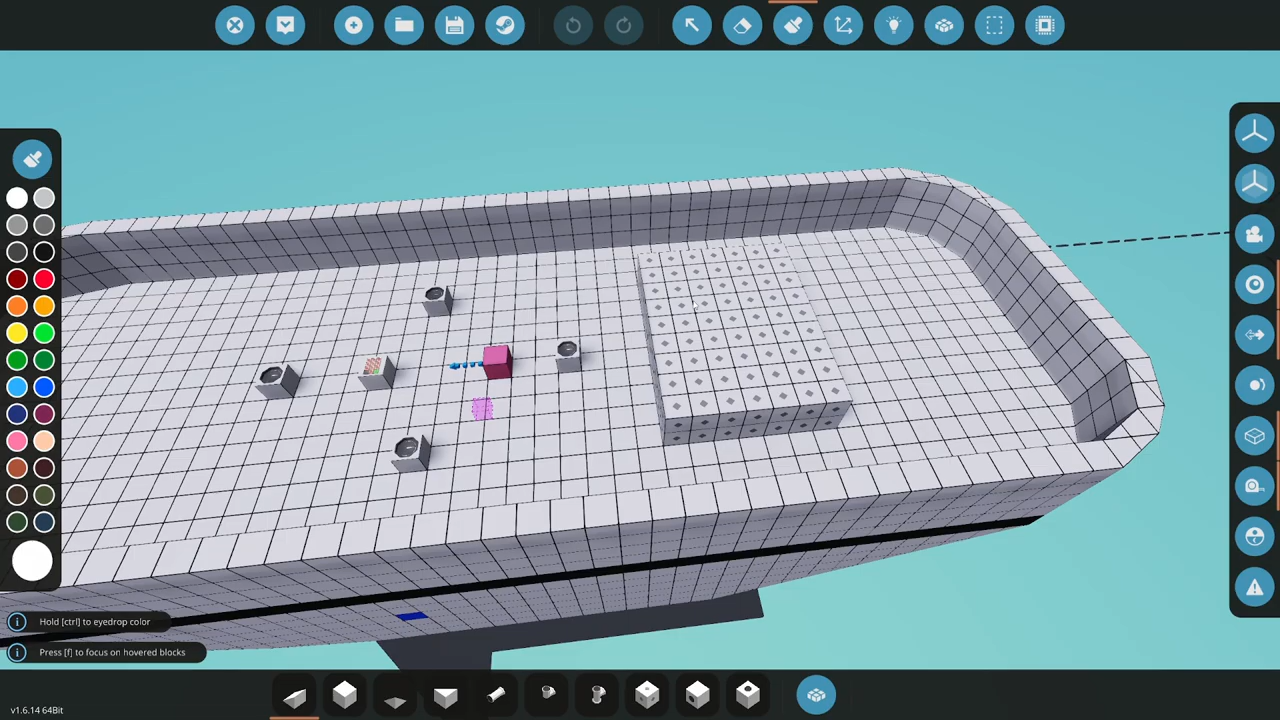 Hold [ctrl] to eyedrop color
Press [f] to focus on hovered blocks
v1.6.14 64Bit